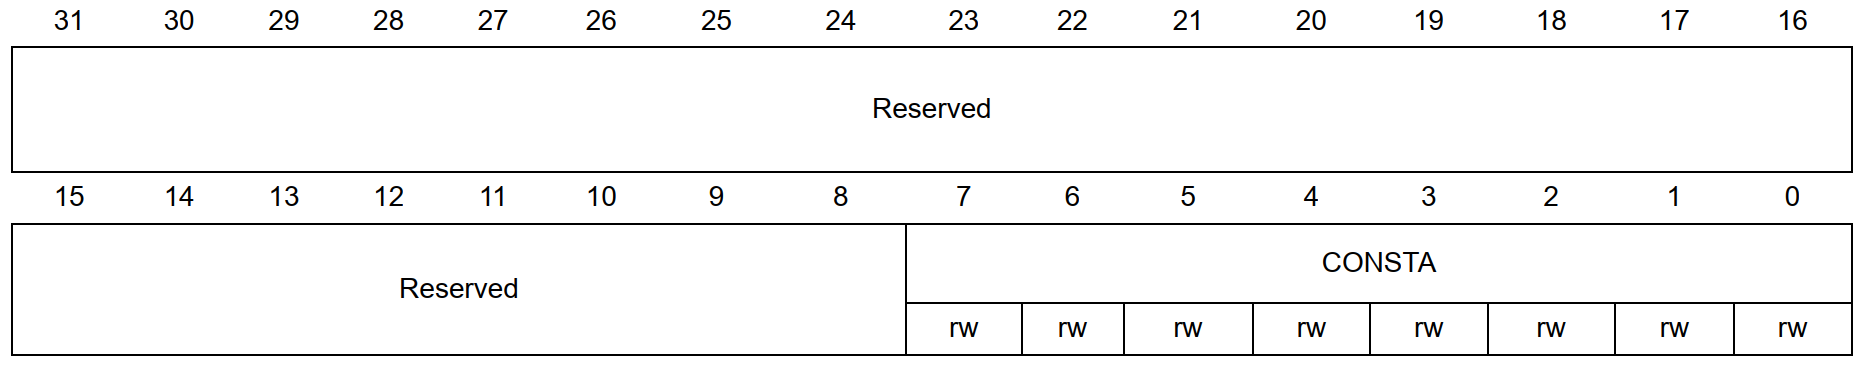 31 30 29 28 27 26 25 24 23 22 21 20 19 18 17 16
Reserved
15 14 13 12 11 10 9 8 7 6 5 4 3 2 1 0
Reserved CONSTA
rw rw rw rw rw rw rw rw